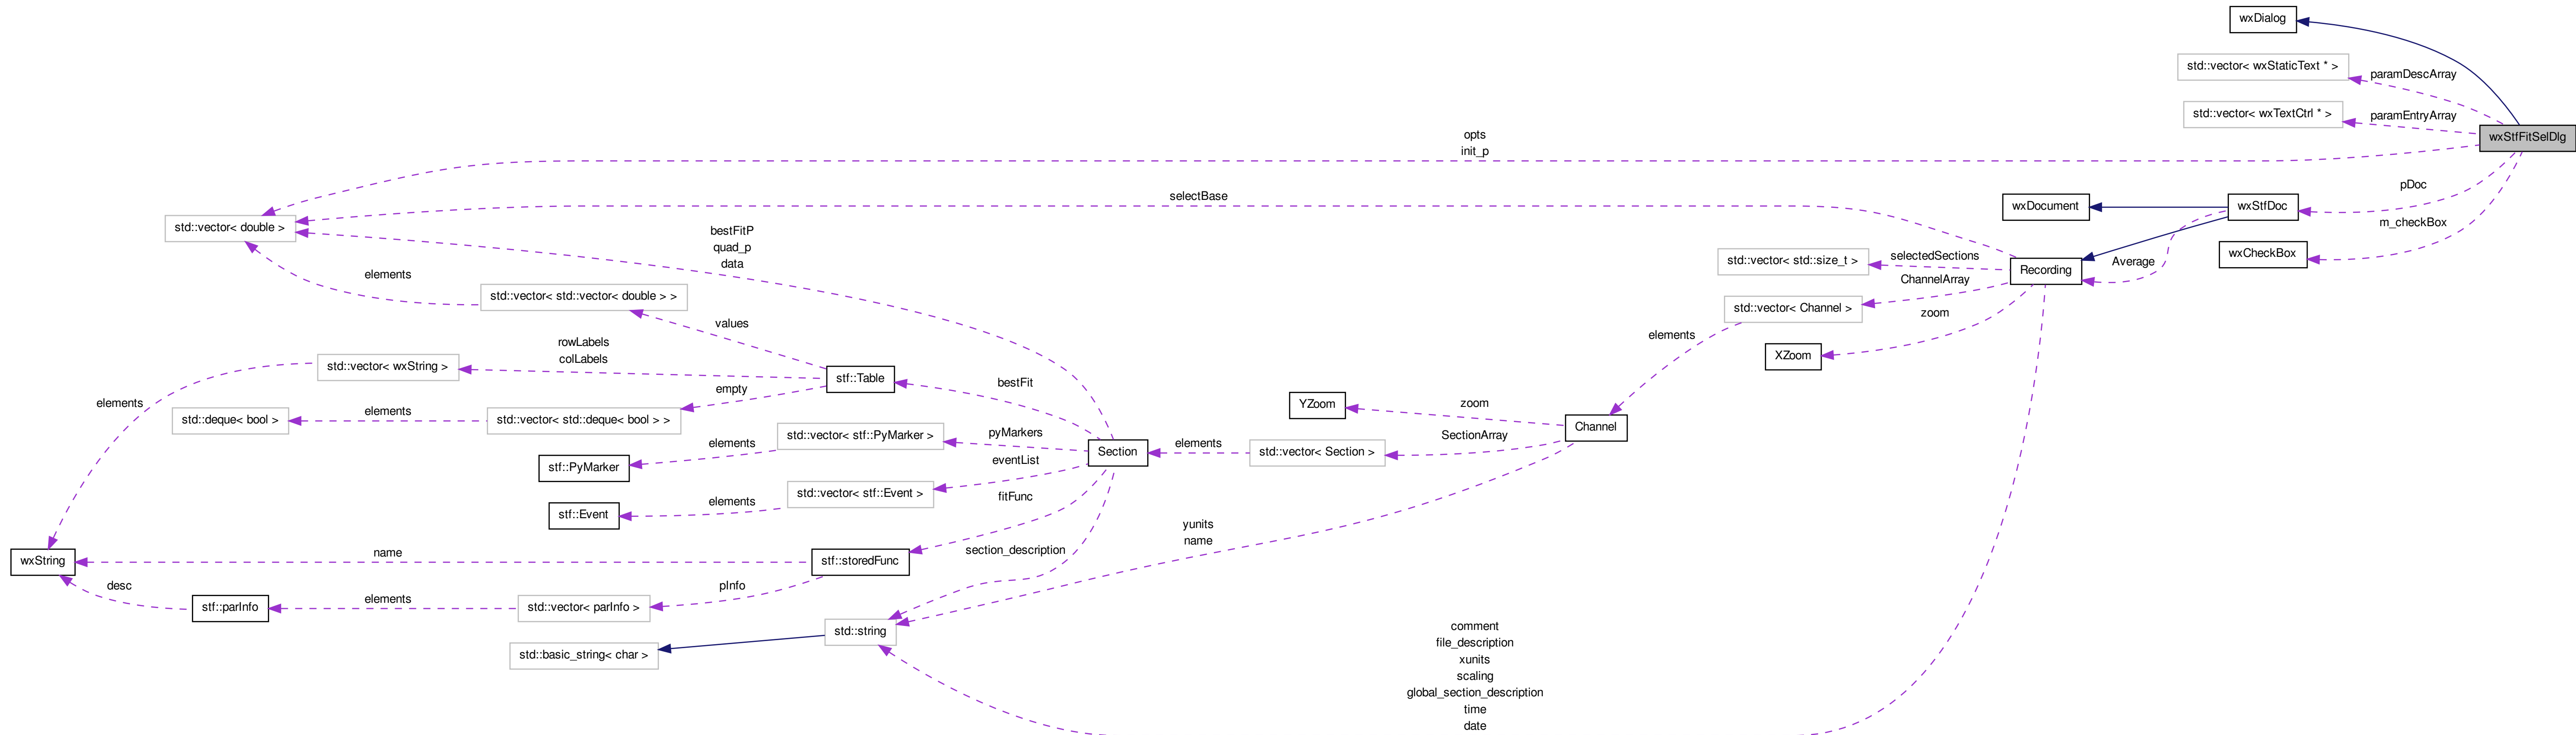 wxDialog
std::vector< wxStaticText * >
paramDescArray
std::vector< wxTextCtrl * >
paramEntryArray
wxStfFitSelDlg
opts
init_p
pDoc
selectBase
wxDocument
wxStfDoc
m_checkBox
std::vector< double >
bestFitP
quad_p
data
wxCheckBox
Average
std::vector< std::size_t >
selectedSections
Recording
ChannelArray
elements
std::vector< std::vector< double > >
std::vector< Channel >
zoom
values
elements
XZoom
rowLabels
colLabels
std::vector< wxString >
stf::Table
bestFit
empty
elements
YZoom
zoom
std::deque< bool >
elements
std::vector< std::deque< bool > >
Channel
std::vector< stf::PyMarker >
pyMarkers
SectionArray
elements
Section
elements
std::vector< Section >
stf::PyMarker
eventList
std::vector< stf::Event >
elements
fitFunc
stf::Event
yunits
name
name
section_description
wxString
stf::storedFunc
desc
pInfo
stf::parInfo
elements
std::vector< parInfo >
std::string
std::basic_string< char >
comment
file_description
xunits
scaling
global_section_description
time
date